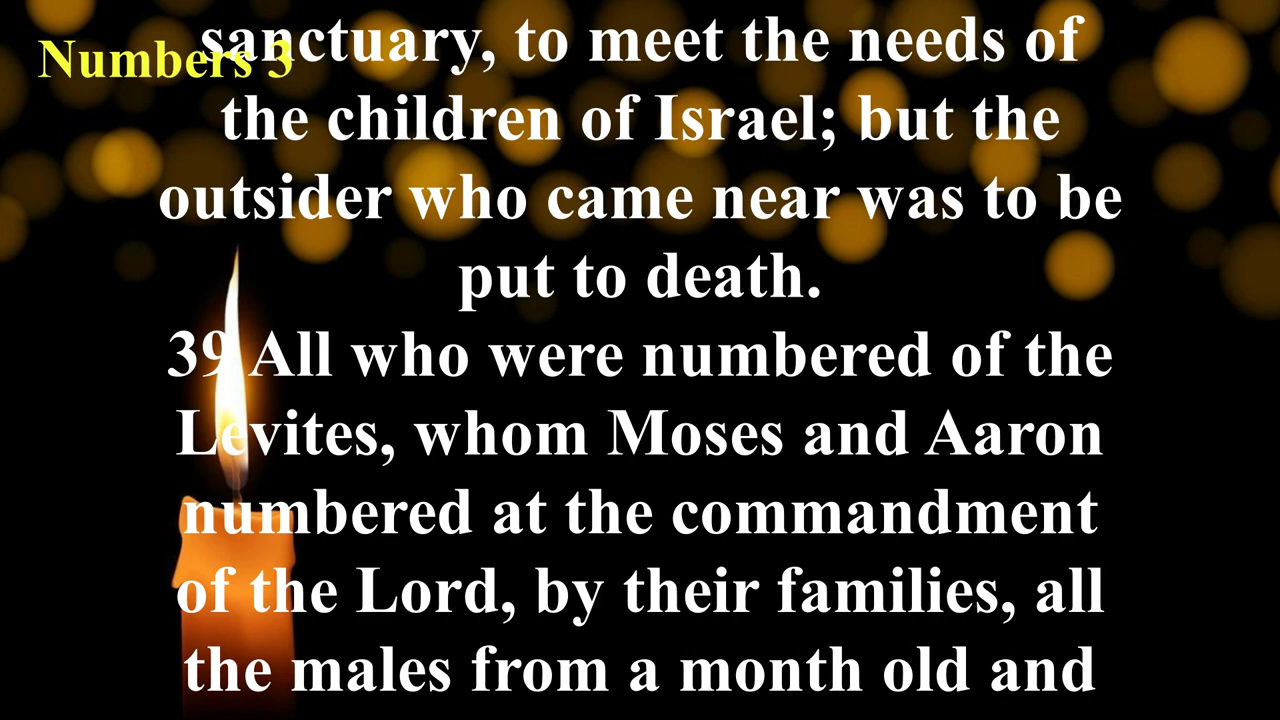 Numbers 3
sanctuary, to meet the needs of
the children of Israel; but the
outsider who came near was to be
put to death.
39 All who were numbered of the
Levites, whom Moses and Aaron
numbered at the commandment
of the Lord, by their families, all
the males from a month old and